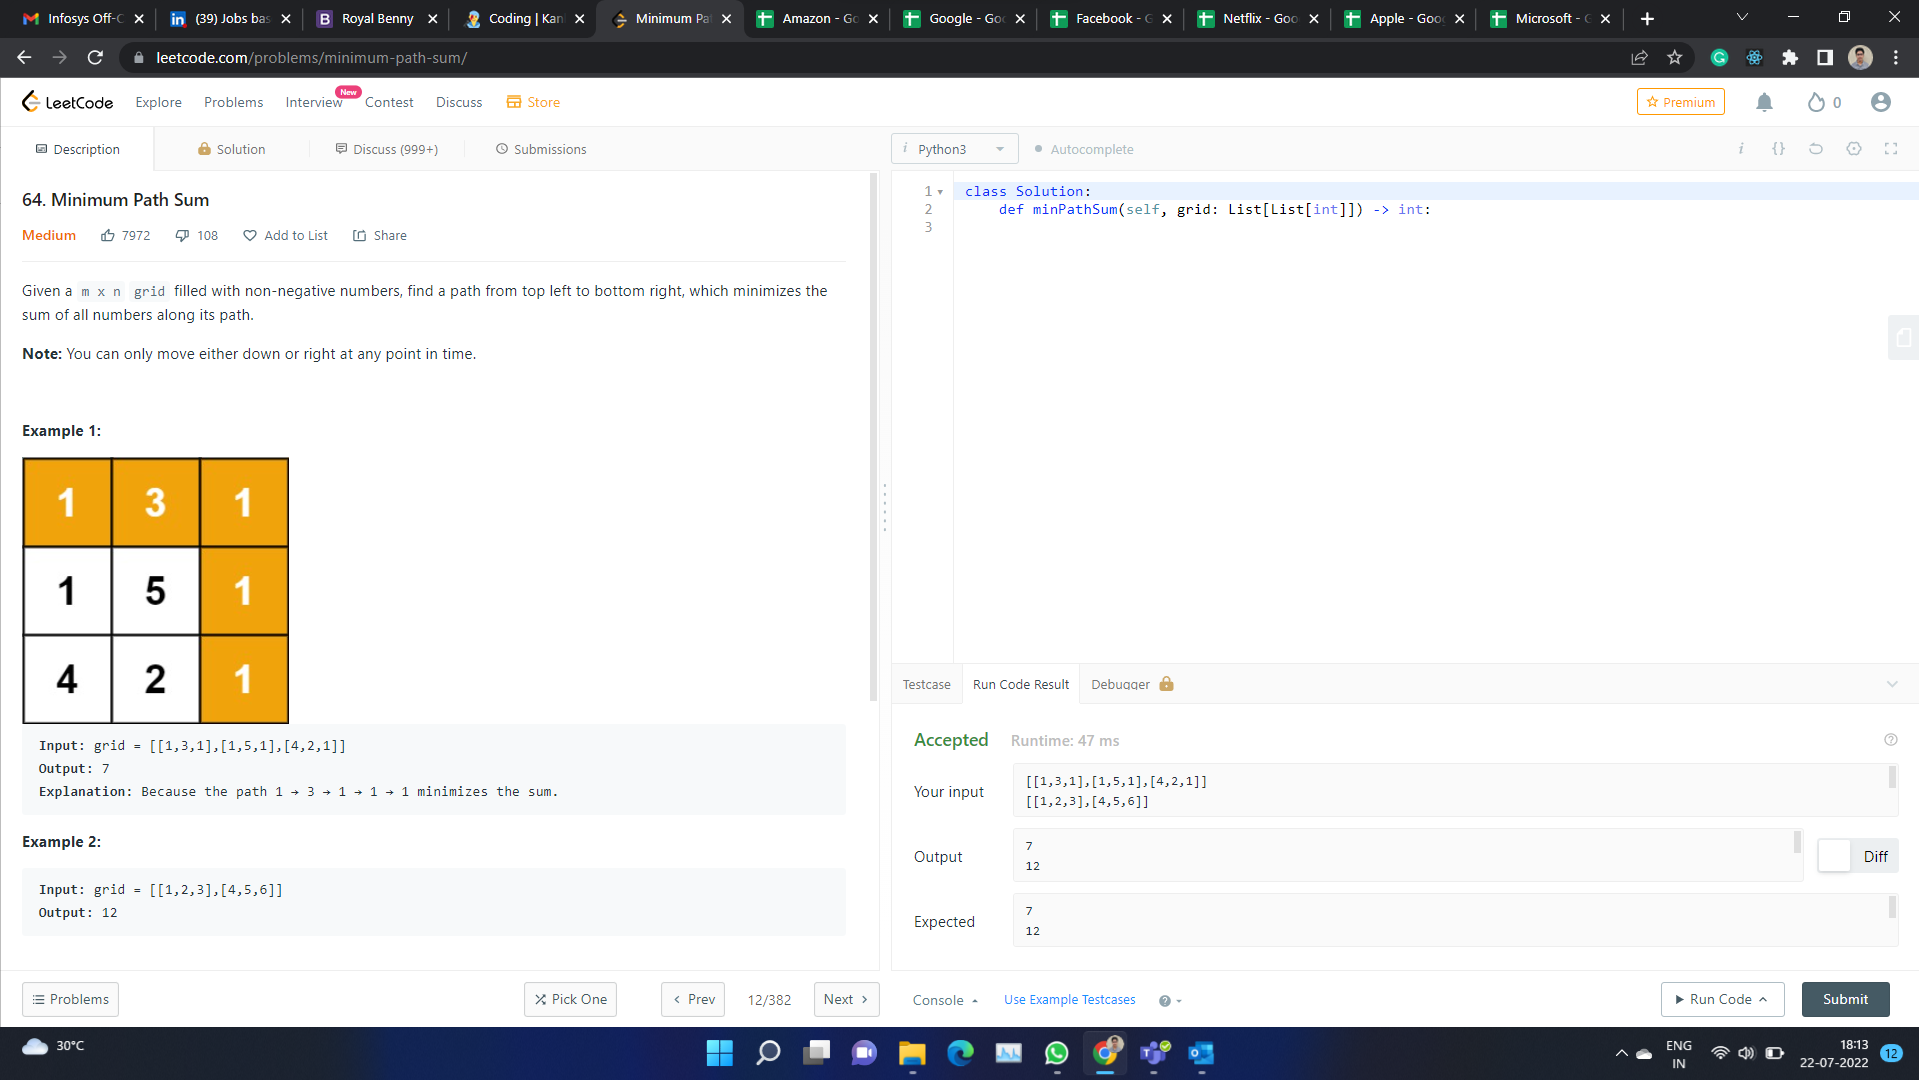 Infosys Off-C
(39) Jobs bas
Royal Benny
Coding | Kan
Minimum Pa
Amazon - Go
Google - Goo
Facebook - G
Netflix - Goo
Apple - Goog
Microsoft - G
leetcode.com/problems/minimum-path-sum/
LeetCode
Explore
Problems
Interview
New
Contest
Discuss
Store
Premium
0
Description
Solution
Discuss (999+)
Submissions
i Python3
Autocomplete
64. Minimum Path Sum
Medium
7972
108
Add to List
Share
Given a m x n grid filled with non-negative numbers, find a path from top left to bottom right, which minimizes the
sum of all numbers along its path.
Note: You can only move either down or right at any point in time.
Example 1:
1 3 1
1 5 1
4 2 1
Input: grid = [[1,3,1],[1,5,1],[4,2,1]]
Output: 7
Explanation: Because the path 1 → 3 → 1 → 1 → 1 minimizes the sum.
Example 2:
Input: grid = [[1,2,3],[4,5,6]]
Output: 12
Problems
Pick One
Prev
12/382
Next
1 class Solution:
2 def minPathSum(self, grid: List[List[int]]) -> int:
3
Testcase
Run Code Result
Debugger
Accepted
Runtime: 47 ms
Your input
[[1,3,1],[1,5,1],[4,2,1]]
[[1,2,3],[4,5,6]]
Output
7
12
Diff
Expected
7
12
Console
Use Example Testcases
Run Code
Submit
30°C
ENG
IN
18:13
22-07-2022
12